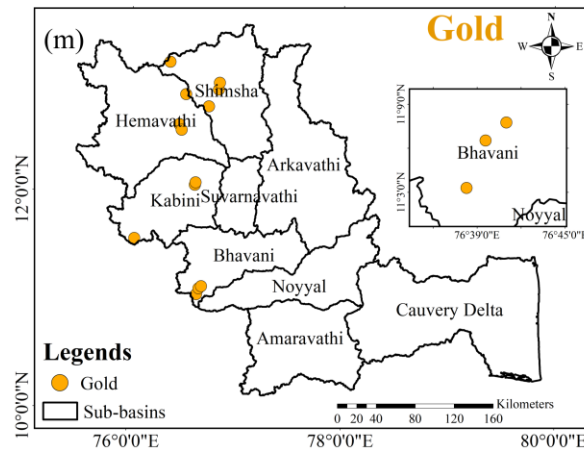 (m)
Gold
N
W E
S
Shimsha
Hemavathi
Arkavathi
Kabini
Suvarnavathi
Bhavani
Noyyal
Cauvery Delta
Amaravathi
11°9'0"N
11°3'0"N
Bhavani
Noyyal
76°39'0"E 76°45'0"E
12°0'0"N
10°0'0"N
Legends
Gold
Sub-basins
Kilometers
0 20 40 80 120 160
76°0'0"E 78°0'0"E 80°0'0"E